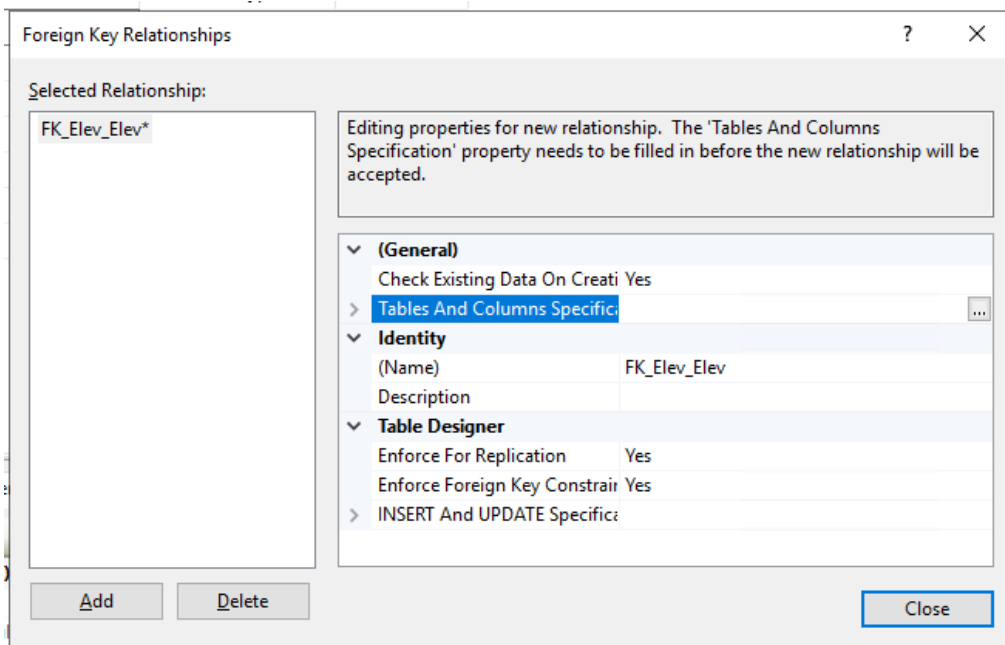 Foreign Key Relationships
?
Selected Relationship:
FK_Elev_Elev*
Editing properties for new relationship. The 'Tables And Columns
Specification' property needs to be filled in before the new relationship will be
accepted.
(General)
Check Existing Data On Creati Yes
Tables And Columns Specifica
...
Identity
(Name) FK_Elev_Elev
Description
Table Designer
Enforce For Replication Yes
Enforce Foreign Key Constrain Yes
INSERT And UPDATE Specifica
Add Delete
Close